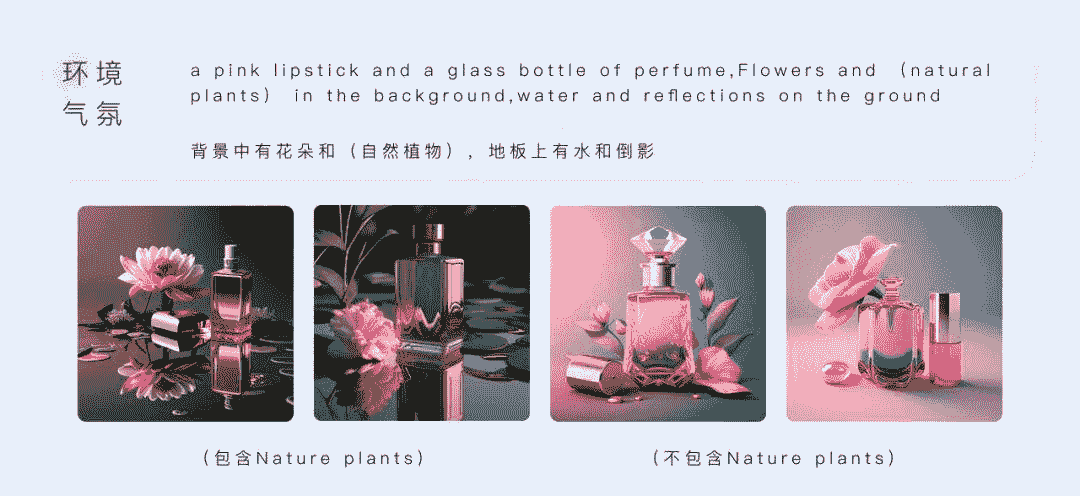 环境
气氛
a pink lipstick and a glass bottle of perfume,Flowers and （natural
plants） in the background,water and reflections on the ground
背景中有花朵和（自然植物），地板上有水和倒影
（包含Nature plants）
（不包含Nature plants）